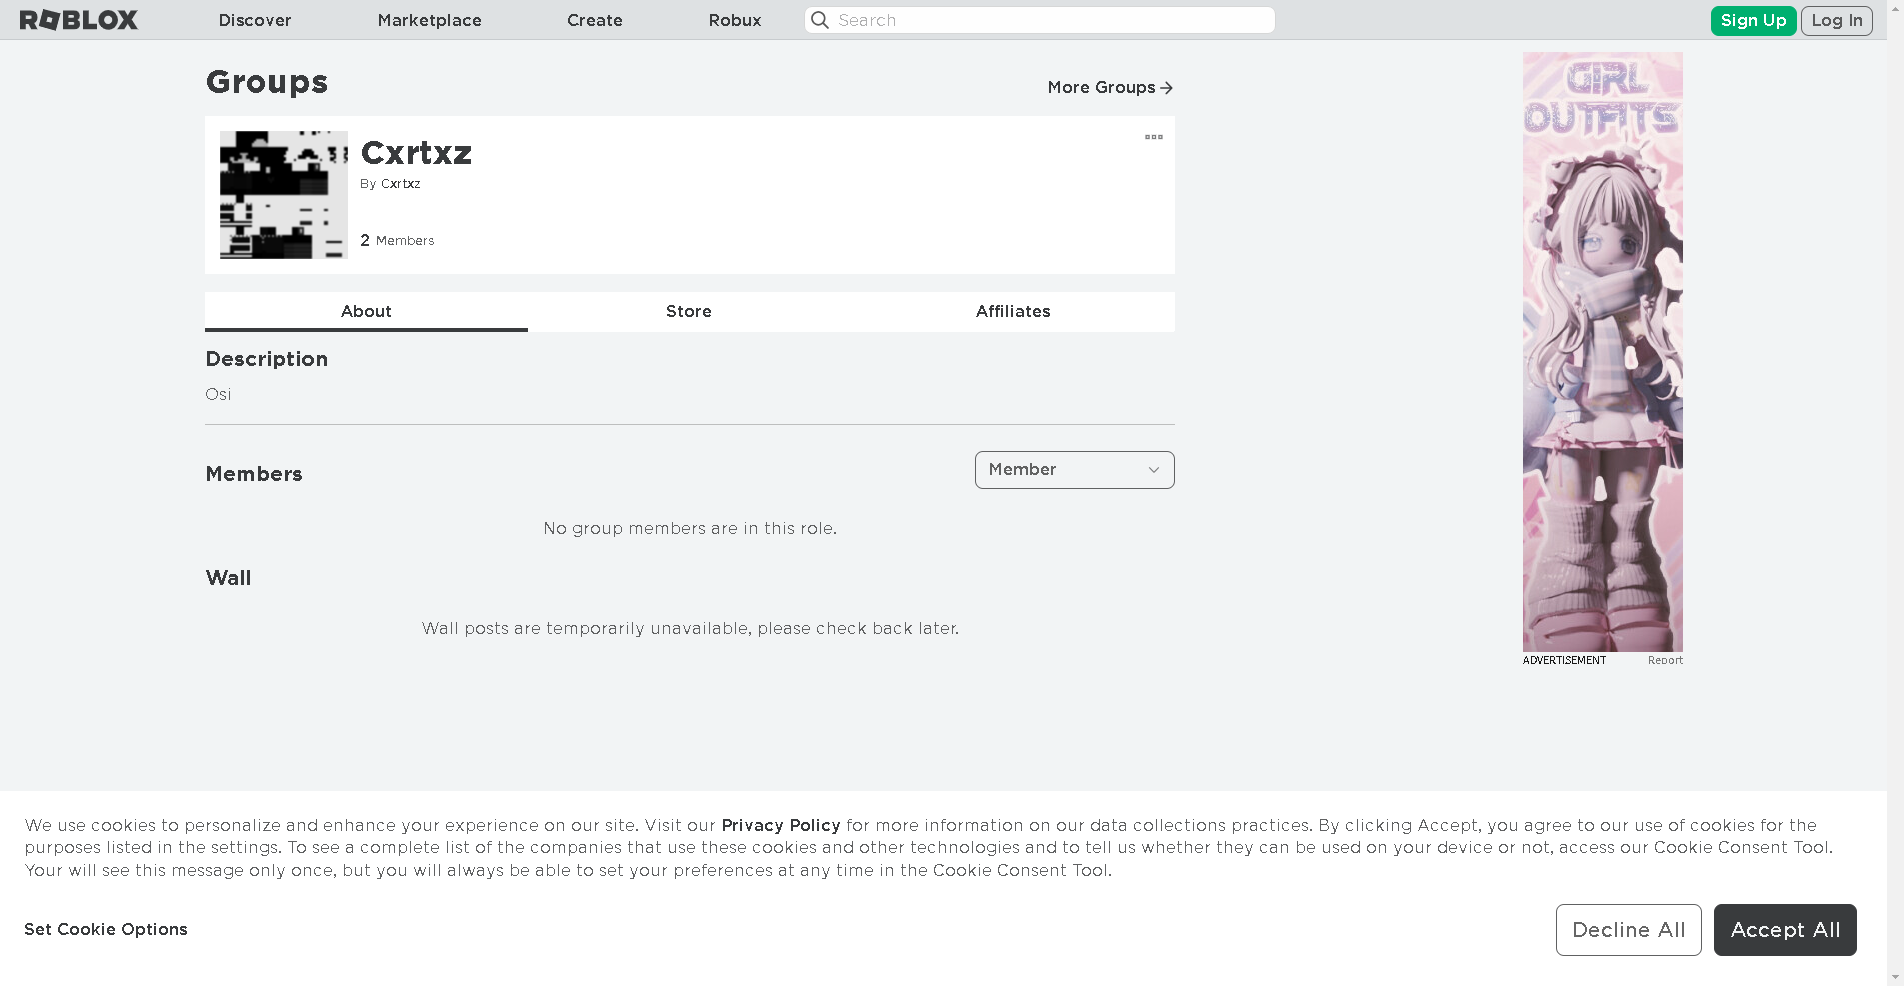 ROBLOX Discover Marketplace Create Robux Search Sign Up Log In
Groups More Groups
Cxrtxz
By Cxrtxz
2 Members
About Store Affiliates
Description
Osi
Members Member
No group members are in this role.
Wall
Wall posts are temporarily unavailable, please check back later.
GIRL
OUTFITS
ADVERTISEMENT Report
We use cookies to personalize and enhance your experience on our site. Visit our Privacy Policy for more information on our data collections practices. By clicking Accept, you agree to our use of cookies for the
purposes listed in the settings. To see a complete list of the companies that use these cookies and other technologies and to tell us whether they can be used on your device or not, access our Cookie Consent Tool.
Your will see this message only once, but you will always be able to set your preferences at any time in the Cookie Consent Tool.
Set Cookie Options Decline All Accept All